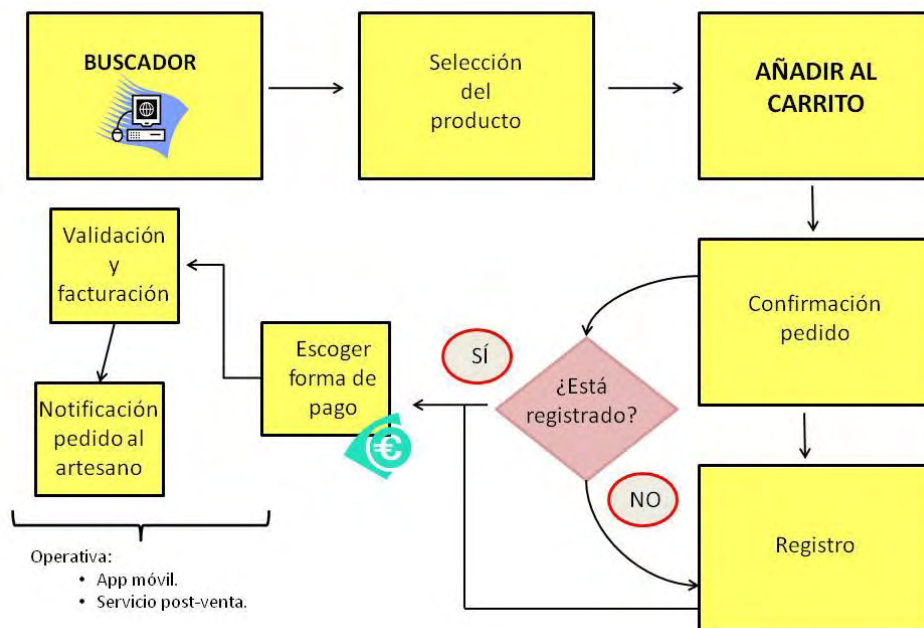 BUSCADOR
Selección
del
producto
AÑADIR AL
CARRITO
Validación
y
facturación
Confirmación
pedido
Escoger
forma de
pago
€
SÍ
¿Está
registrado?
Notificación
pedido al
artesano
NO
Registro
Operativa:
• App móvil.
• Servicio post-venta.